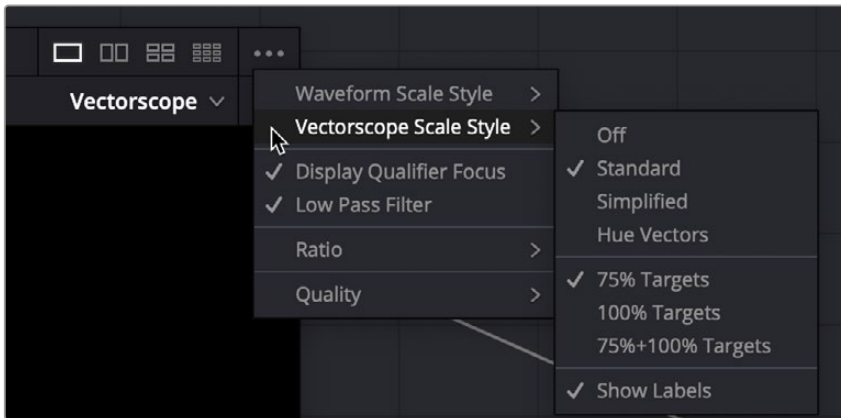 Vectorscope
Waveform Scale Style
Vectorscope Scale Style
Display Qualifier Focus
Low Pass Filter
Ratio
Quality
Off
Standard
Simplified
Hue Vectors
75% Targets
100% Targets
75%+100% Targets
Show Labels